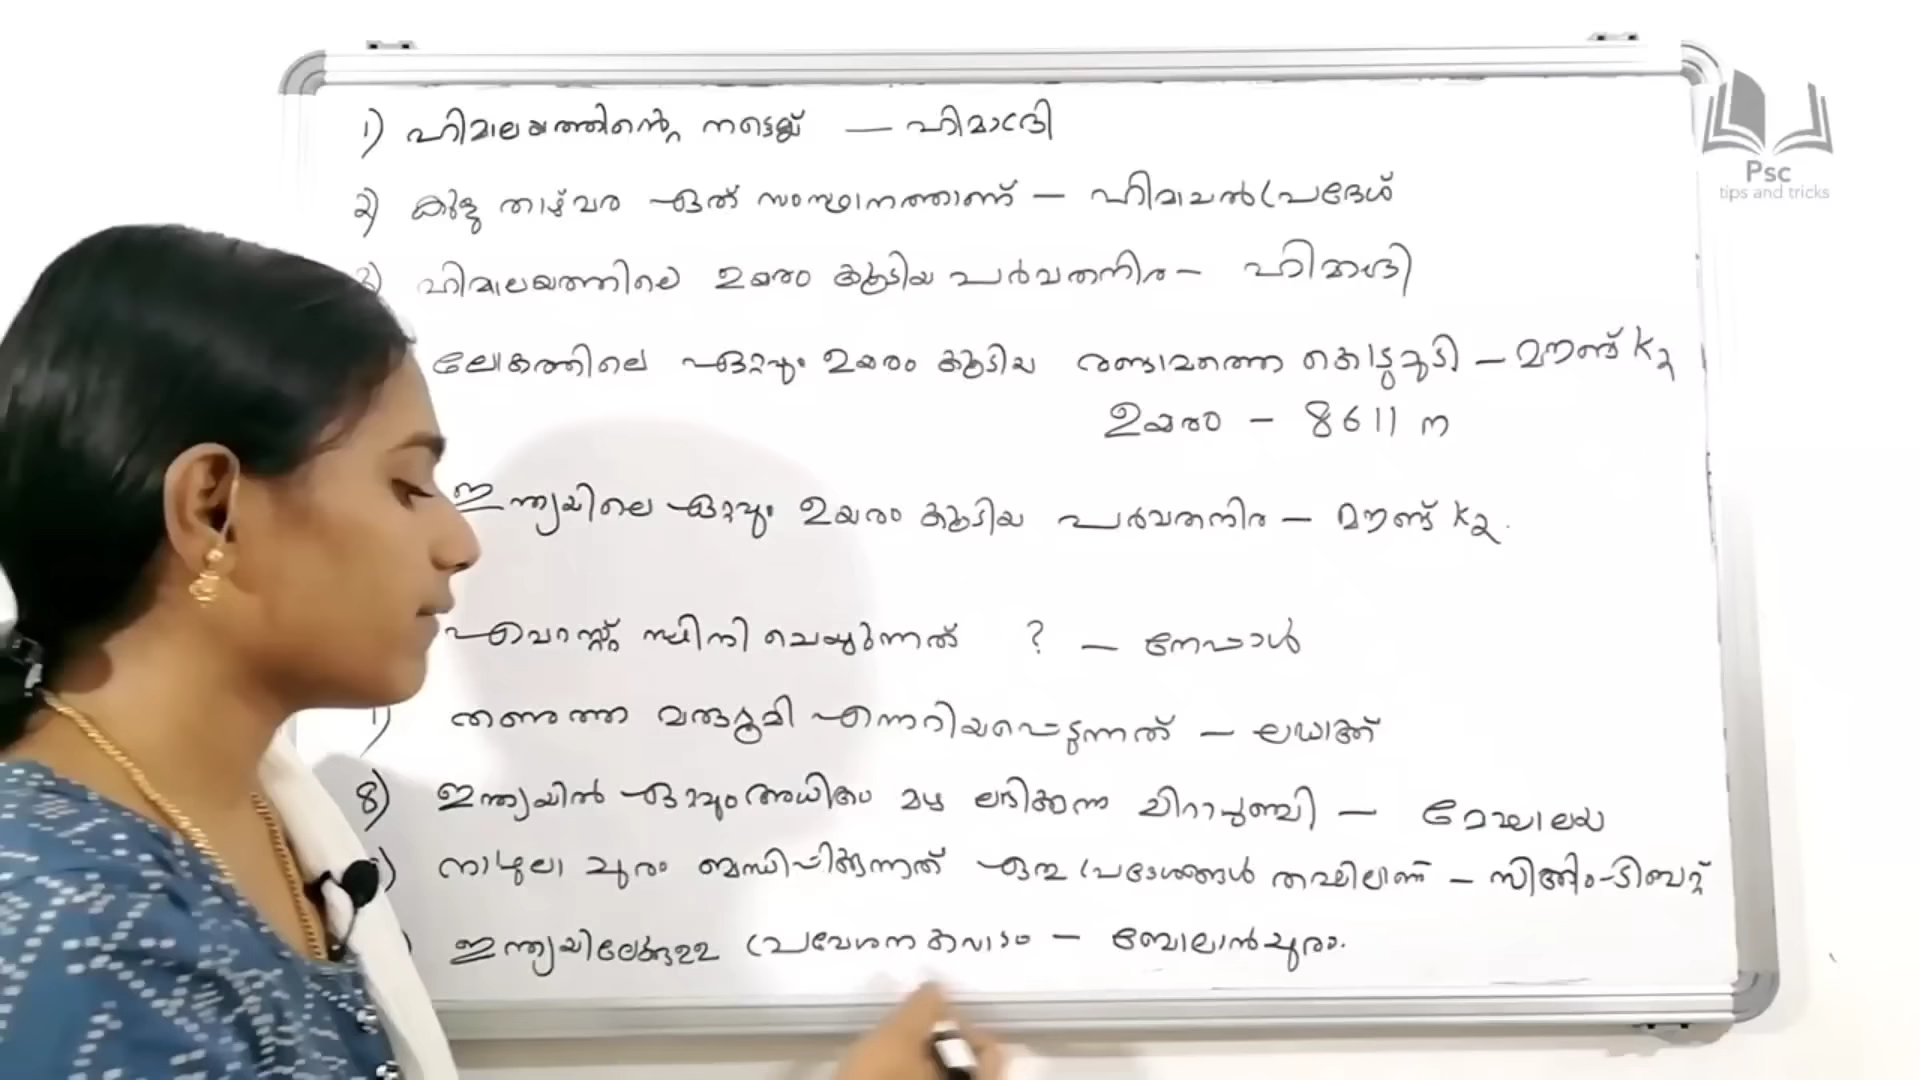 1) ഹിമാലയത്തിന്റെ നട്ടെല്ല് — ഹിമാദ്രി
Psc
tips and tricks
2) കുളു താഴ്വര ഏത് സംസ്ഥാനത്താണ് — ഹിമാചൽപ്രദേശ്
3) ഹിമാലയത്തിലെ ഉയരം കൂടിയ പർവതനിര — ഹിമാദ്രി
ലോകത്തിലെ ഏറ്റവും ഉയരം കൂടിയ രണ്ടാമത്തെ കൊടുമുടി — മൗണ്ട് K2
ഉയരം — 8611 ന
ഇന്ത്യയിലെ ഏറ്റവും ഉയരം കൂടിയ പർവതനിര — മൗണ്ട് K2.
എവറസ്റ്റ് സ്ഥിതി ചെയ്യുന്നത് ? — നേപ്പാൾ
) തണുത്ത മരുഭൂമി എന്നറിയപ്പെടുന്നത് — ലഡാക്ക്
8) ഇന്ത്യയിൽ ഏറ്റവും അധികം മഴ ലഭിക്കുന്ന ചിറാപുഞ്ചി — മേഘാലയ
) നാഥുലാ ചുരം ബന്ധിപ്പിക്കുന്നത് ഏതു പ്രദേശങ്ങൾ തമ്മിലാണ് — സിക്കിം-ടിബറ്റ്
) ഇന്ത്യയിലേക്കുള്ള പ്രവേശന കവാടം — ബോലാൻചുരം.